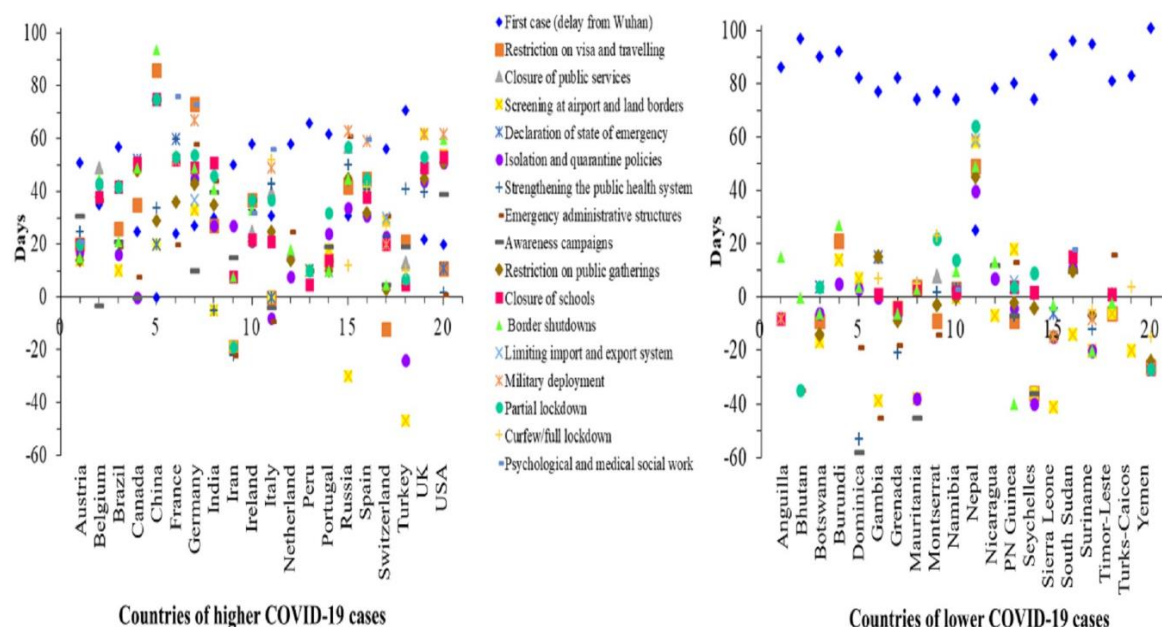 100
80
60
40
20
0
-20
-40
-60
Days
0
5
10
15
20
Austria
Belgium
Brazil
Canada
China
France
Germany
India
Iran
Ireland
Italy
Netherland
Peru
Portugal
Russia
Spain
Switzerland
Turkey
UK
USA
Countries of higher COVID-19 cases
First case (delay from Wuhan)
Restriction on visa and travelling
Closure of public services
Screening at airport and land borders
Declaration of state of emergency
Isolation and quarantine policies
Strengthening the public health system
Emergency administrative structures
Awareness campaigns
Restriction on public gatherings
Closure of schools
Border shutdowns
Limiting import and export system
Military deployment
Partial lockdown
Curfew/full lockdown
Psychological and medical social work
100
80
60
40
20
0
-20
-40
-60
Days
0
5
10
15
20
Anguilla
Bhutan
Botswana
Burundi
Dominica
Gambia
Grenada
Mauritania
Montserrat
Namibia
Nepal
Nicaragua
PN Guinea
Seychelles
Sierra Leone
South Sudan
Suriname
Timor-Leste
Turks-Caicos
Yemen
Countries of lower COVID-19 cases